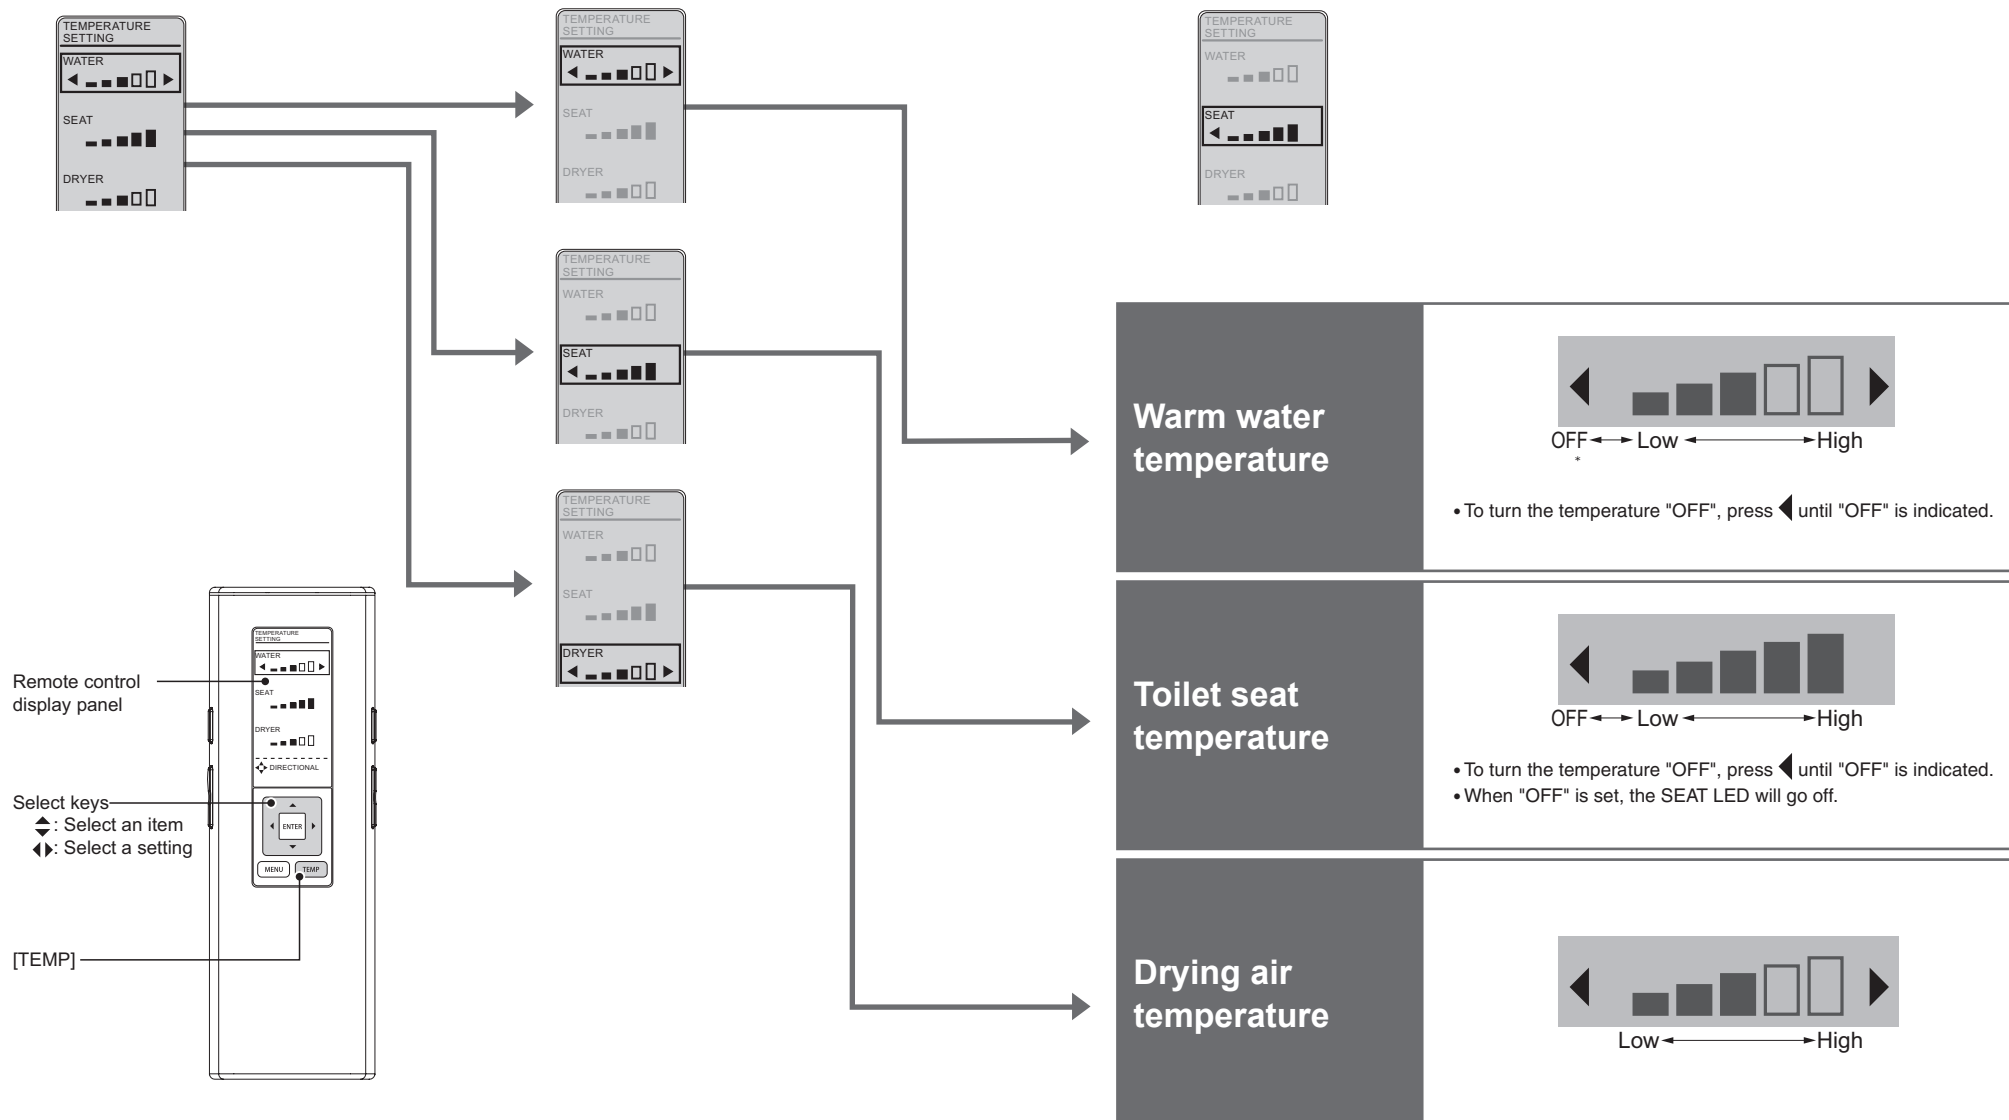 TEMPERATURE
SETTING
WATER
SEAT
DRYER
TEMPERATURE
SETTING
WATER
SEAT
DRYER
TEMPERATURE
SETTING
WATER
SEAT
DRYER
TEMPERATURE
SETTING
WATER
SEAT
DRYER
TEMPERATURE
SETTING
WATER
SEAT
DRYER
Remote control
display panel
Select keys
: Select an item
: Select a setting
[TEMP]
TEMPERATURE
SETTING
WATER
SEAT
DRYER
DIRECTIONAL
ENTER
MENU TEMP
Warm water
temperature
OFF Low High
*
• To turn the temperature "OFF", press ◀ until "OFF" is indicated.
Toilet seat
temperature
OFF Low High
• To turn the temperature "OFF", press ◀ until "OFF" is indicated.
• When "OFF" is set, the SEAT LED will go off.
Drying air
temperature
Low High